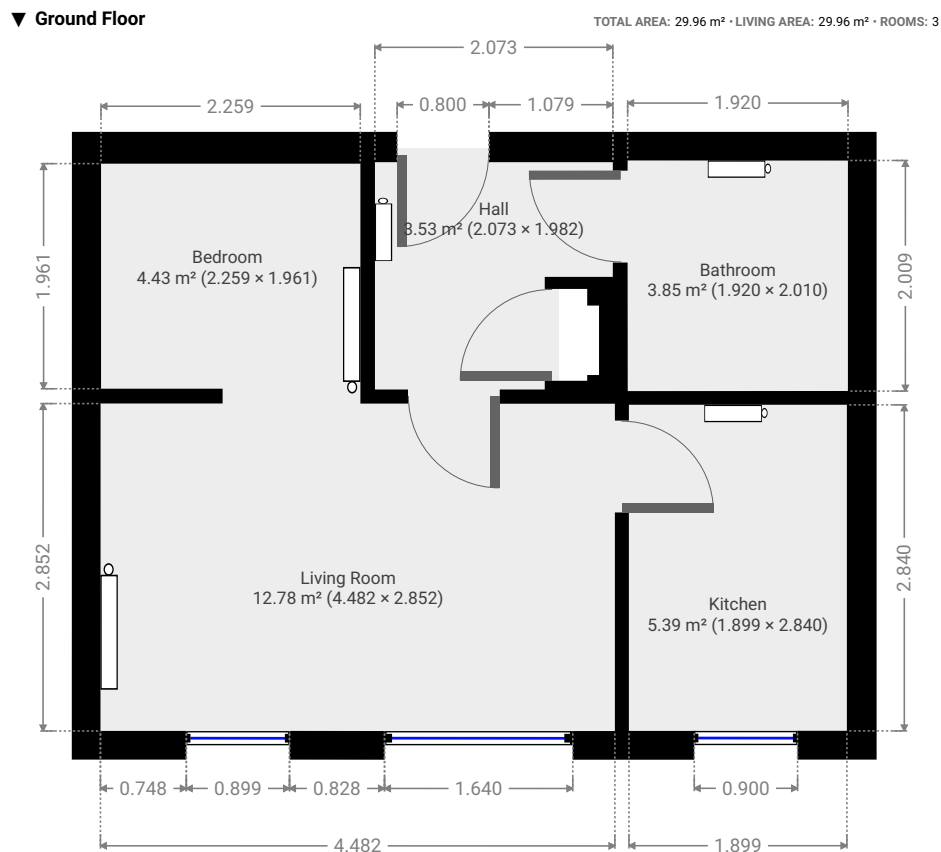 ▼ Ground Floor
TOTAL AREA: 29.96 m² • LIVING AREA: 29.96 m² • ROOMS: 3
2.073
2.259
0.800
1.079
1.920
Hall
3.53 m² (2.073 × 1.982)
Bedroom
4.43 m² (2.259 × 1.961)
Bathroom
3.85 m² (1.920 × 2.010)
1.961
2.009
Living Room
12.78 m² (4.482 × 2.852)
Kitchen
5.39 m² (1.899 × 2.840)
2.852
2.840
0.748
0.899
0.828
1.640
0.900
4.482
1.899